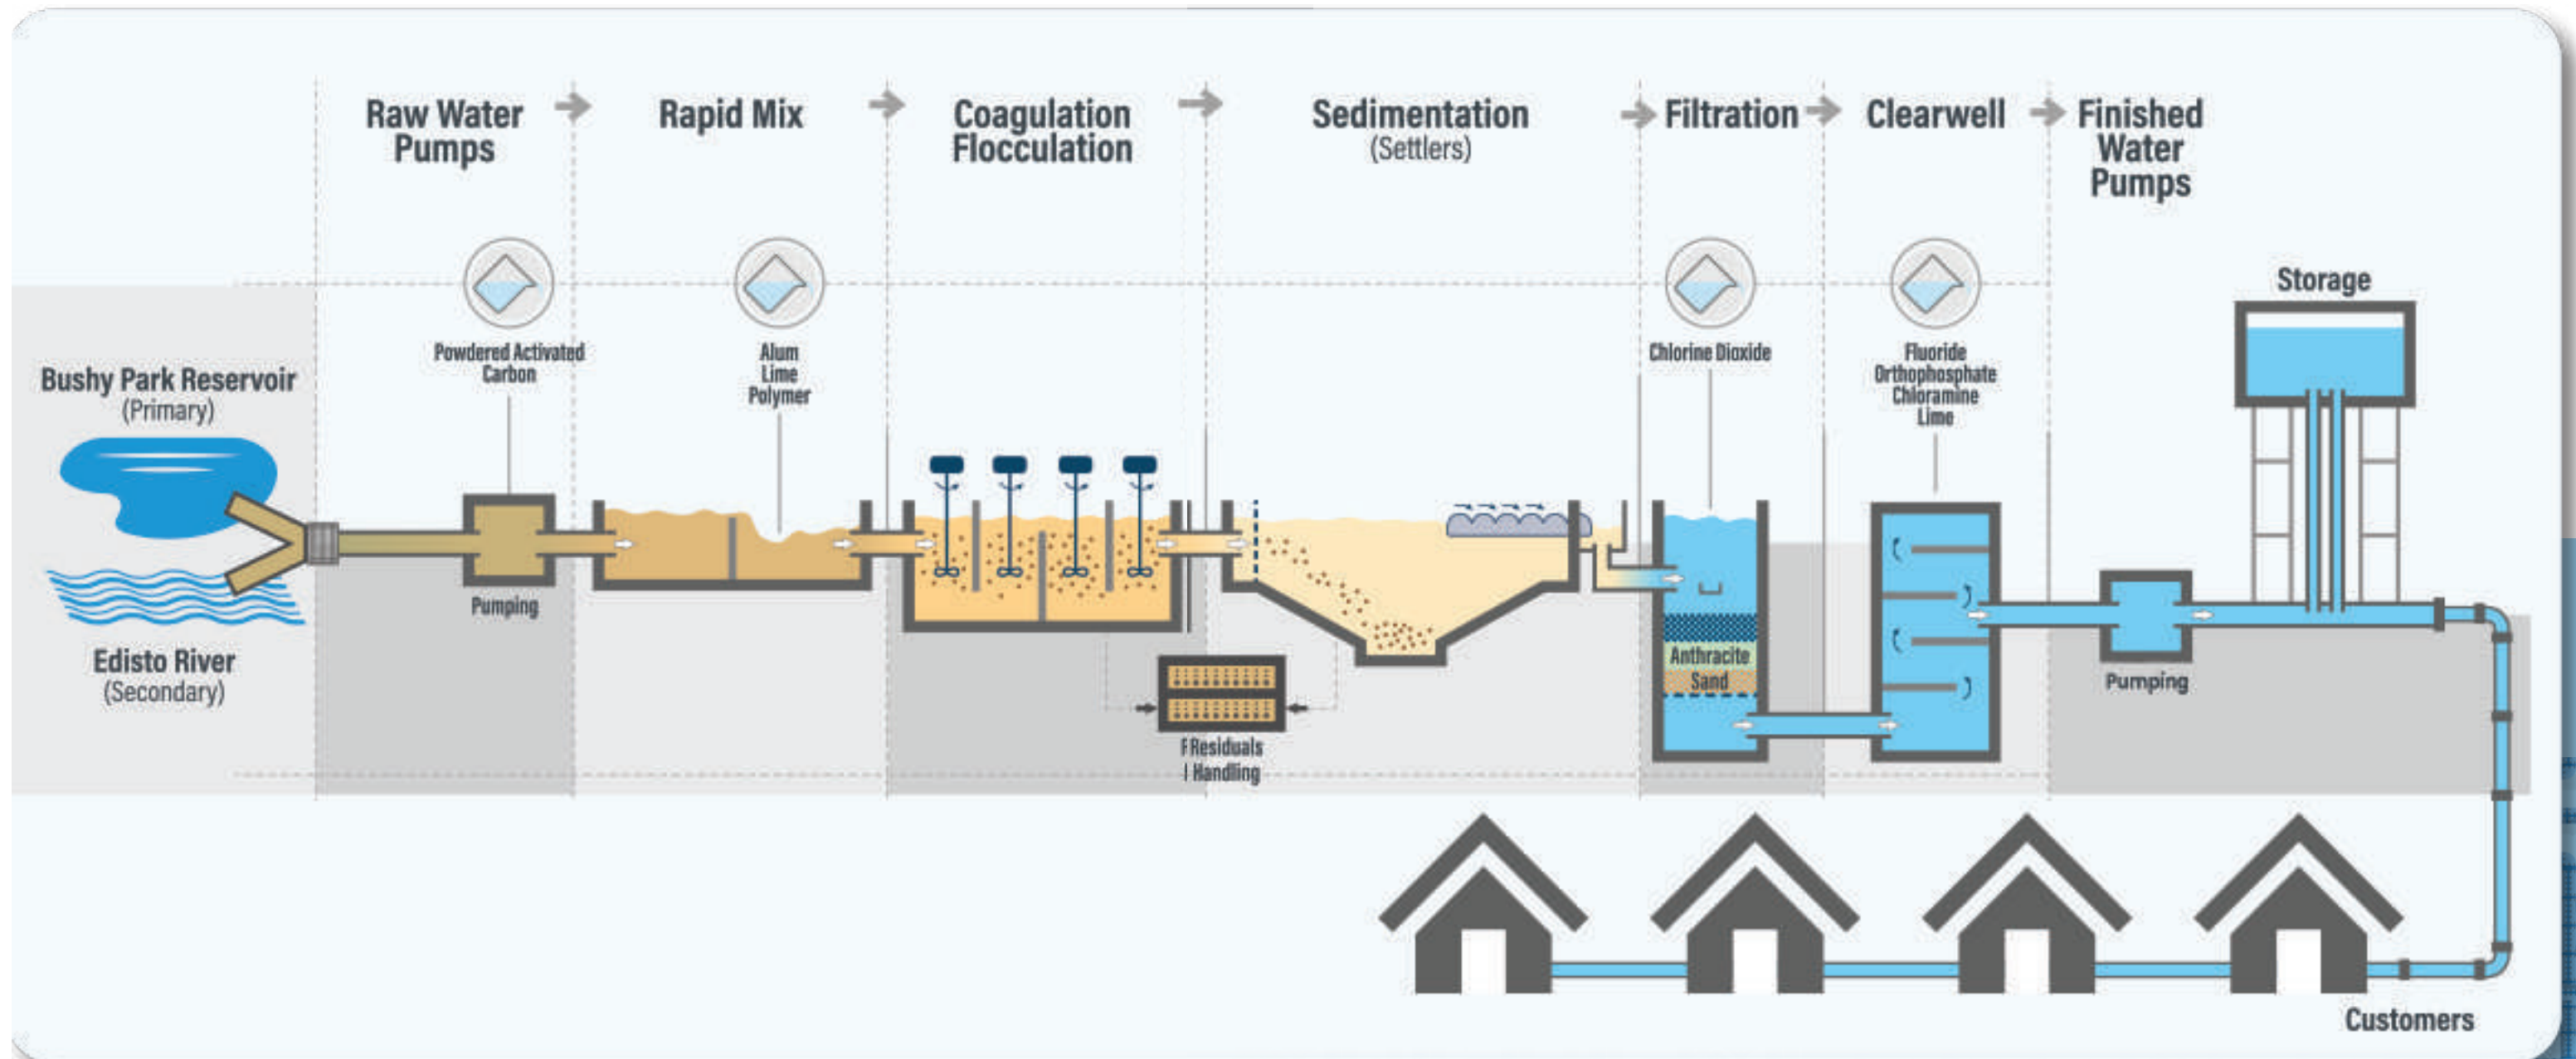 Raw Water
Pumps
Rapid Mix
Coagulation
Flocculation
Sedimentation
(Settlers)
Filtration
Clearwell
Finished
Water
Pumps
Storage
Powdered Activated
Carbon
Alum
Lime
Polymer
Chlorine Dioxide
Fluoride
Orthophosphate
Chloramine
Lime
Bushy Park Reservoir
(Primary)
Pumping
Edisto River
(Secondary)
Anthracite
Sand
Pumping
Residuals
Handling
Customers